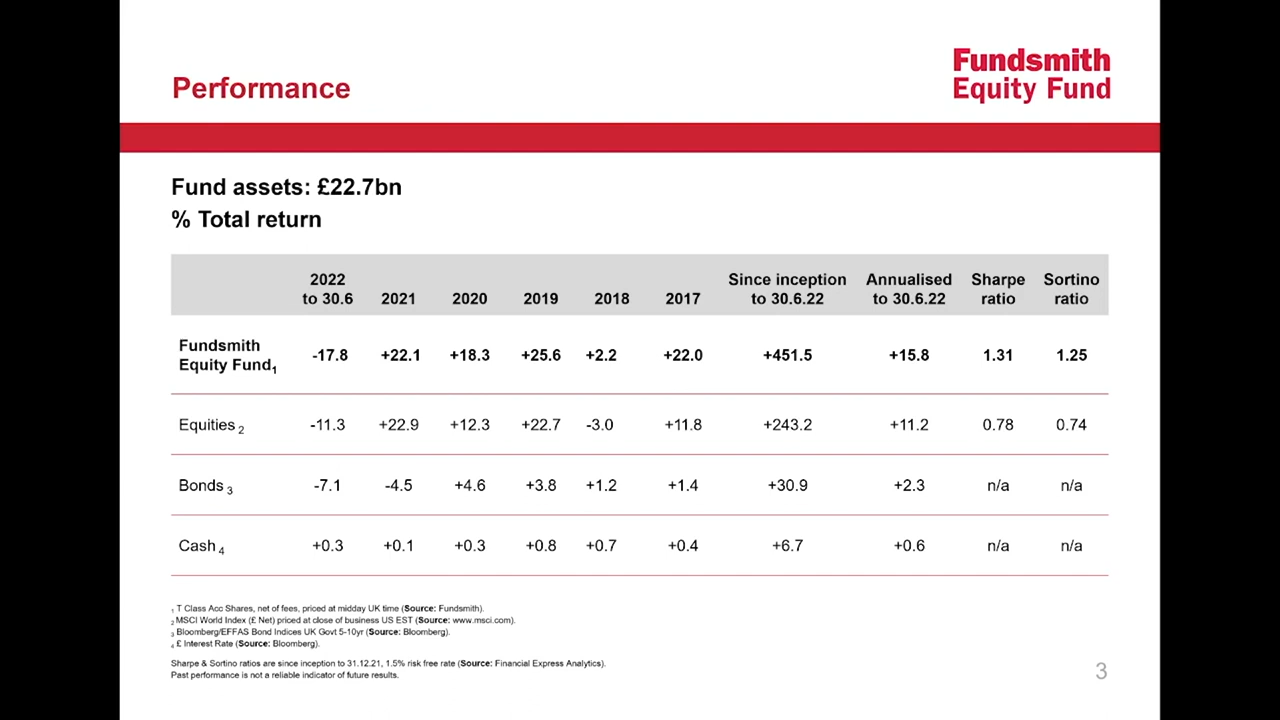 Performance
Fundsmith
Equity Fund
Fund assets: £22.7bn
% Total return
2022 to 30.6 2021 2020 2019 2018 2017 Since inception to 30.6.22 Annualised to 30.6.22 Sharpe ratio Sortino ratio
Fundsmith Equity Fund1 -17.8 +22.1 +18.3 +25.6 +2.2 +22.0 +451.5 +15.8 1.31 1.25
Equities 2 -11.3 +22.9 +12.3 +22.7 -3.0 +11.8 +243.2 +11.2 0.78 0.74
Bonds 3 -7.1 -4.5 +4.6 +3.8 +1.2 +1.4 +30.9 +2.3 n/a n/a
Cash 4 +0.3 +0.1 +0.3 +0.8 +0.7 +0.4 +6.7 +0.6 n/a n/a
1 T Class Acc Shares, net of fees, priced at midday UK time (Source: Fundsmith).
2 MSCI World Index (£ Net) priced at close of business US EST (Source: www.msci.com).
3 Bloomberg/EFFAS Bond Indices UK Govt 5-10yr (Source: Bloomberg).
4 £ Interest Rate (Source: Bloomberg).
Sharpe & Sortino ratios are since inception to 31.12.21, 1.5% risk free rate (Source: Financial Express Analytics).
Past performance is not a reliable indicator of future results.
3